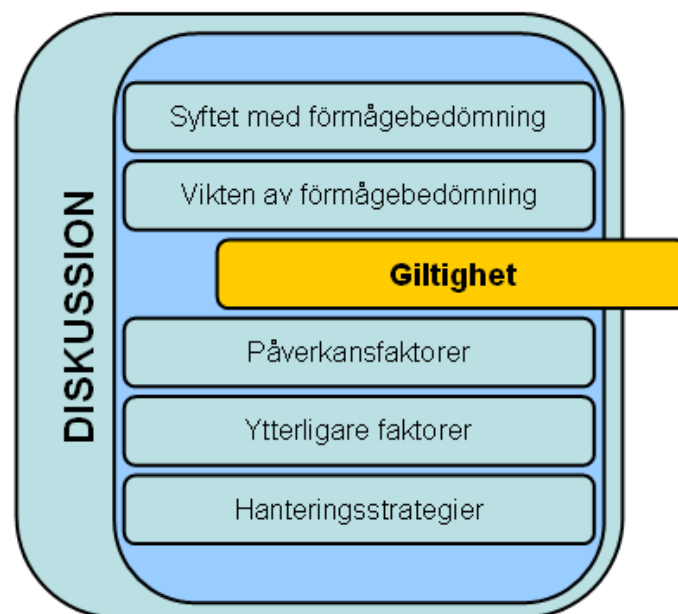 DISKUSSION
Syftet med förmågebedömning
Vikten av förmågebedömning
Giltighet
Påverkansfaktorer
Ytterligare faktorer
Hanteringsstrategier